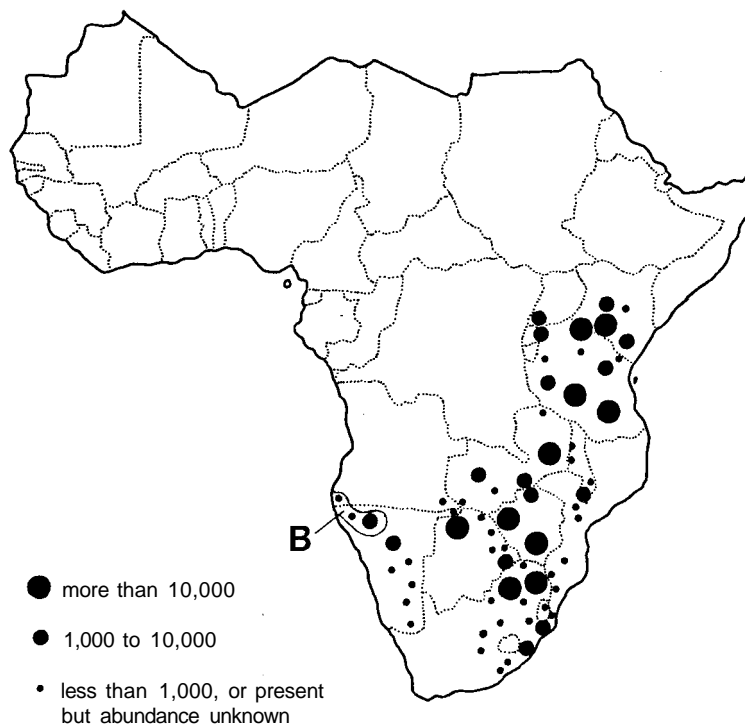 B
more than 10,000
1,000 to 10,000
less than 1,000, or present
but abundance unknown